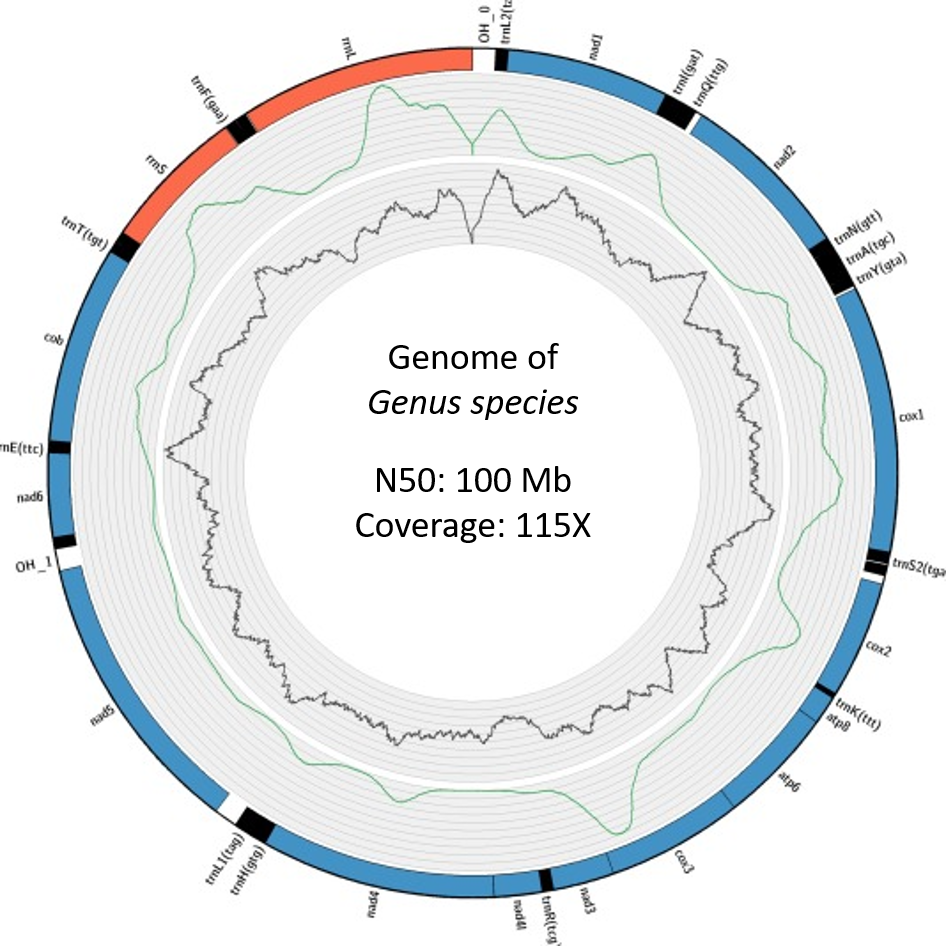 Genome of
Genus species
N50: 100 Mb
Coverage: 115X
OH_0
trnL2(ta
nad1
trnI(gat)
trnQ(ttg)
nad2
trnN(gtt)
trnA(tgc)
trnY(gta)
cox1
trnS2(tga
cox2
trnK(ttt)
atp8
atp6
cox3
nad3
trnR(tcg)
nad4l
nad4
trnH(gtg)
trnL1(tag)
nad5
OH_1
nad6
rnE(ttc)
cob
trnT(tgt)
rrnS
trnF(gaa)
rrnL